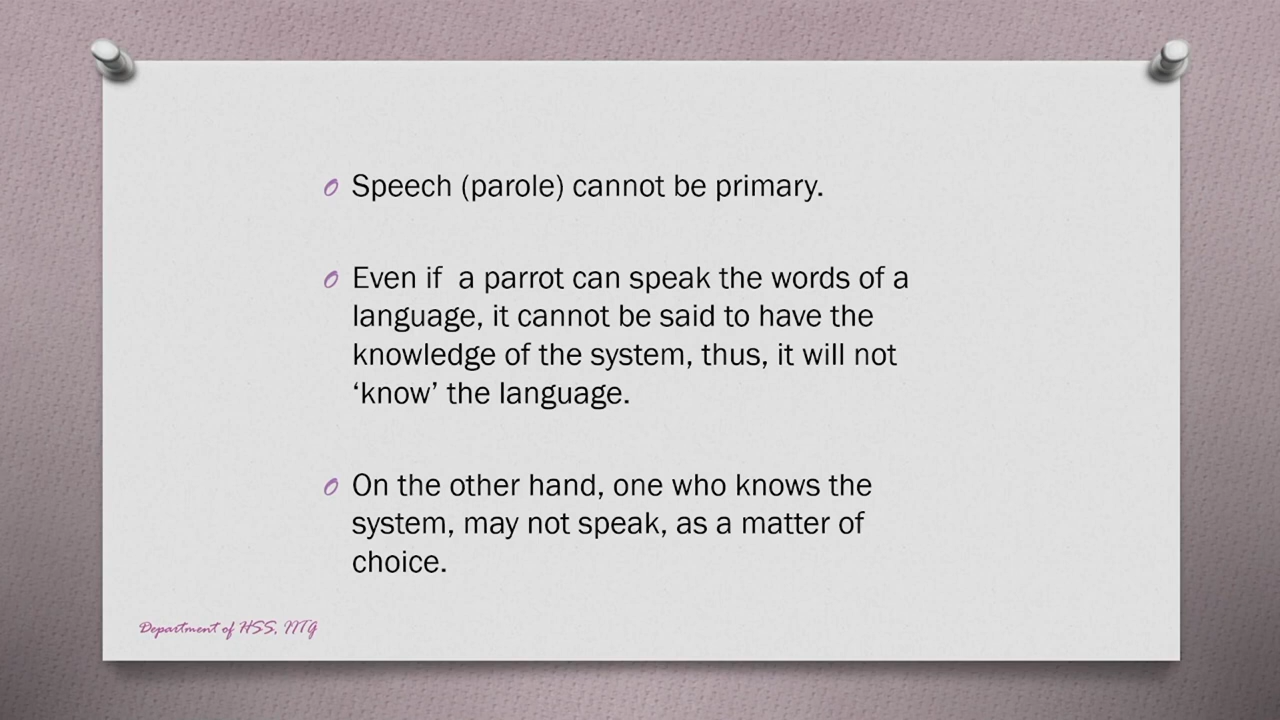 Speech (parole) cannot be primary.
Even if a parrot can speak the words of a
language, it cannot be said to have the
knowledge of the system, thus, it will not
‘know’ the language.
On the other hand, one who knows the
system, may not speak, as a matter of
choice.
Department of HSS, IITG